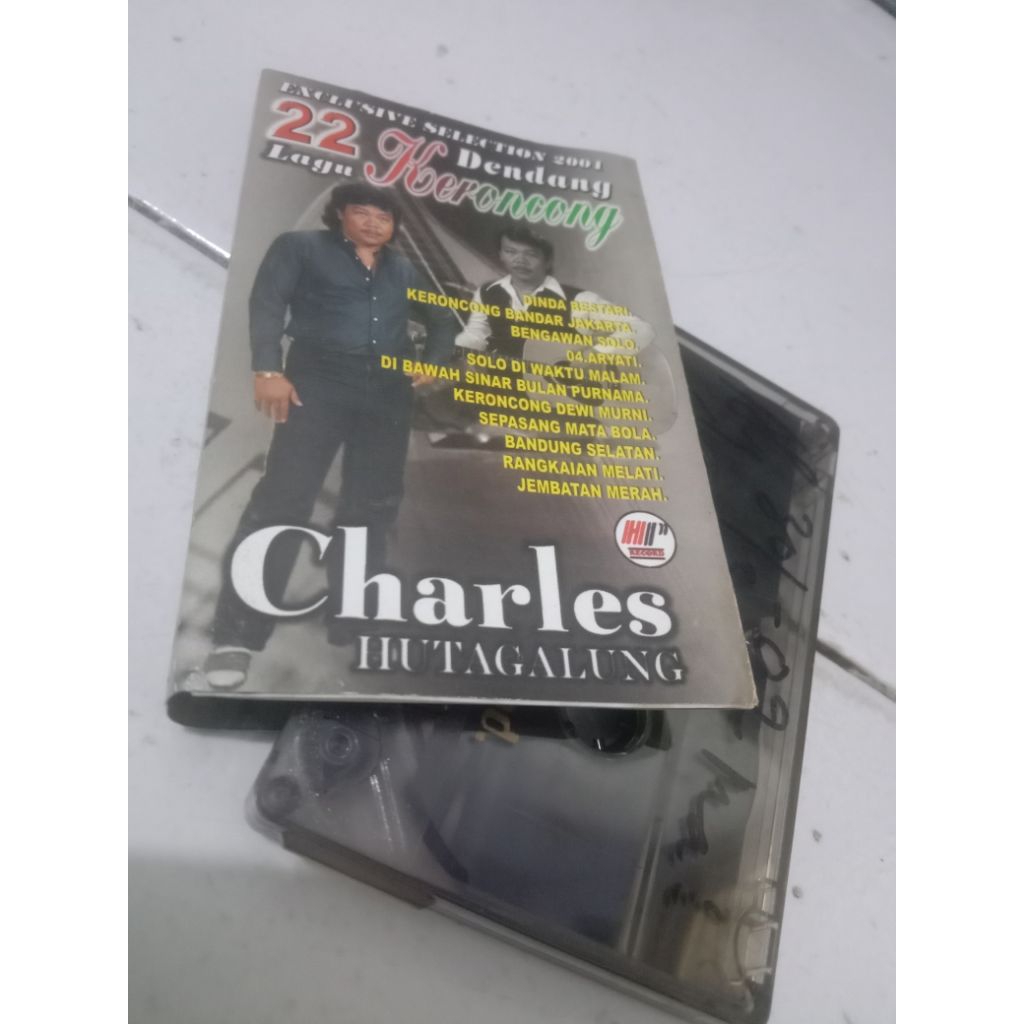 EXCLUSIVE SELECTION 2001
22 Dendang
Lagu Keroncong
DINDA BESTARI.
KERONCONG BANDAR JAKARTA.
BENGAWAN SOLO.
04.ARYATI.
SOLO DI WAKTU MALAM.
DI BAWAH SINAR BULAN PURNAMA.
KERONCONG DEWI MURNI.
SEPASANG MATA BOLA.
BANDUNG SELATAN.
RANGKAIAN MELATI.
JEMBATAN MERAH.
RECORD
Charles
HUTAGALUNG